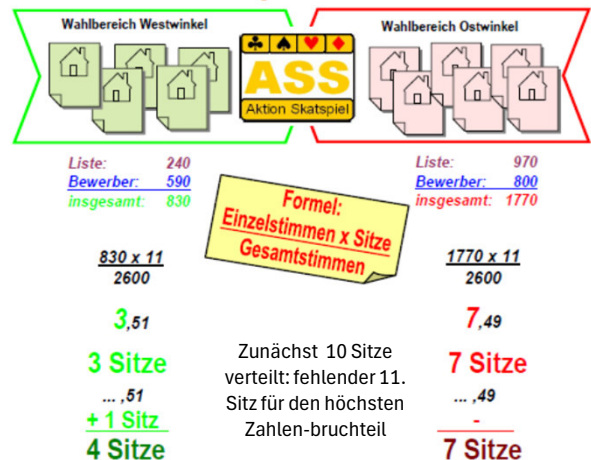 Wahlbereich Westwinkel
Wahlbereich Ostwinkel
ASS
Aktion Skatspiel
Liste: 240
Bewerber: 590
insgesamt: 830
Liste: 970
Bewerber: 800
insgesamt: 1770
Formel:
Einzelstimmen x Sitze
Gesamtstimmen
830 x 11
2600
1770 x 11
2600
3,51
7,49
3 Sitze
7 Sitze
Zunächst 10 Sitze
verteilt: fehlender 11.
Sitz für den höchsten
Zahlen-bruchteil
... ,51
+ 1 Sitz
4 Sitze
... ,49
-
7 Sitze